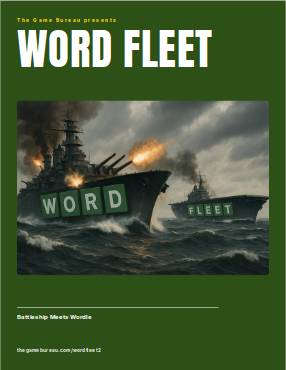 The Game Bureau presents
WORD FLEET
WORD
FLEET
Battleship Meets Wordle
thegamebureau.com/wordfleet2